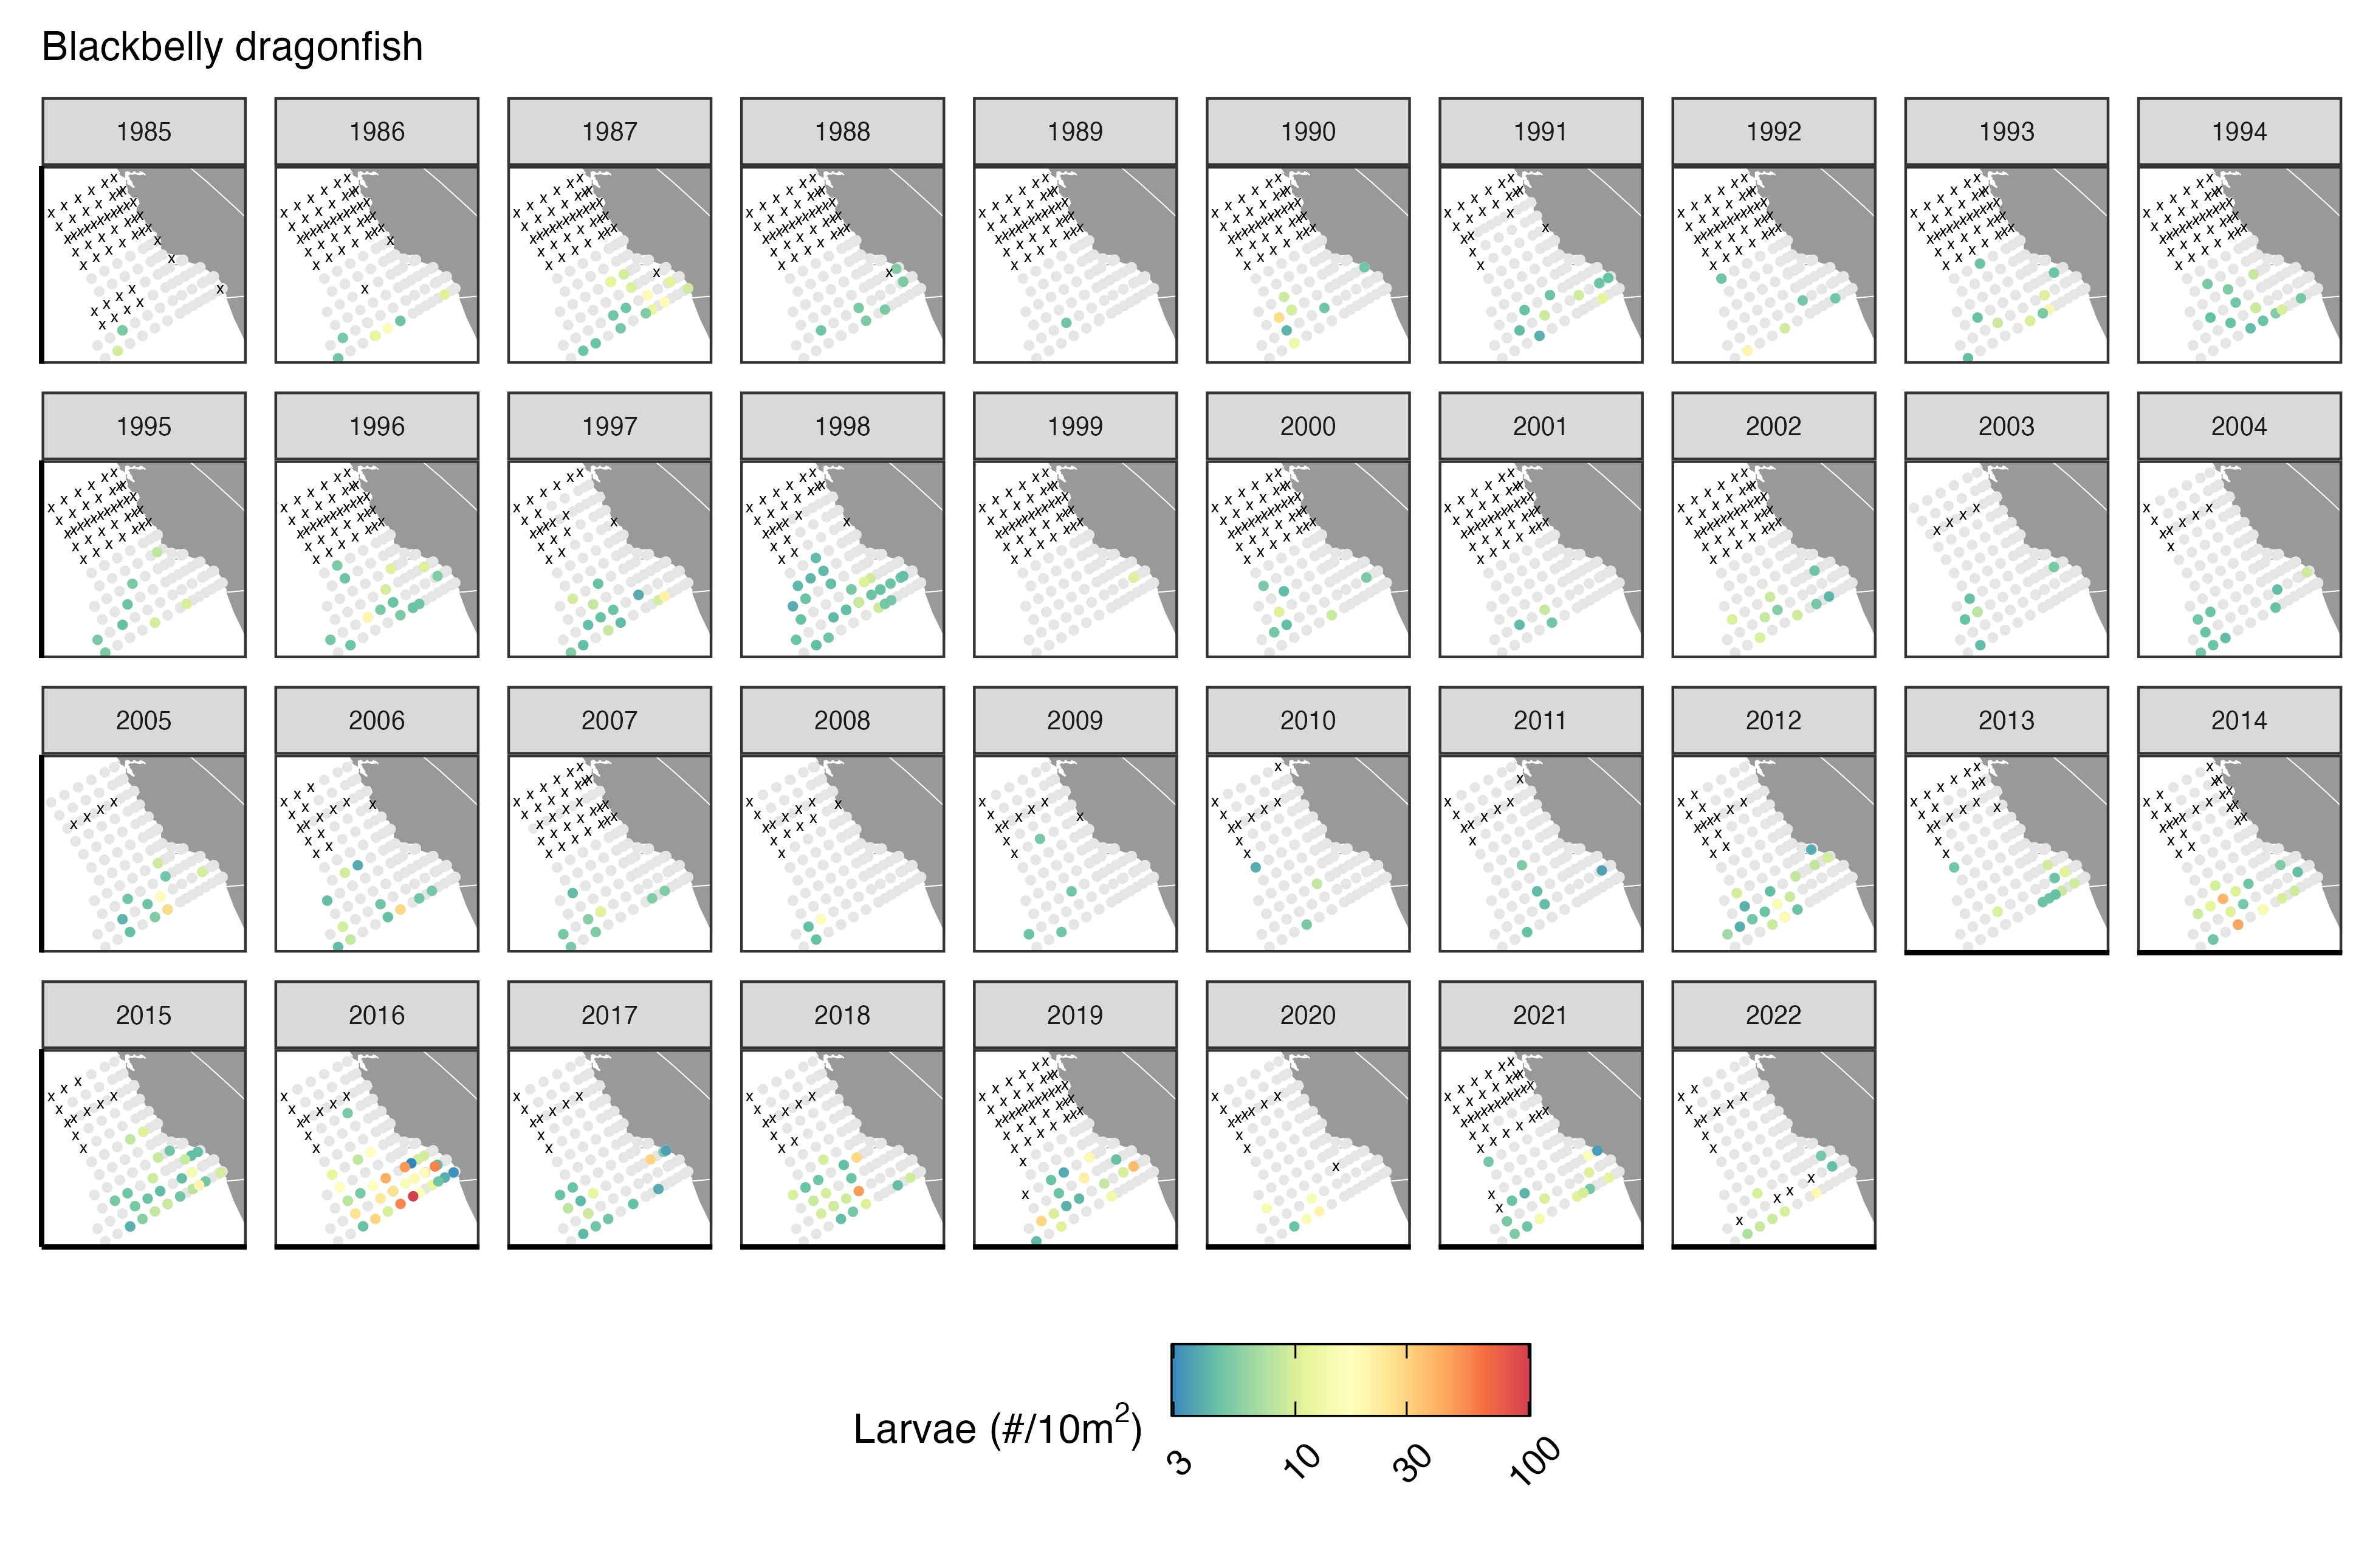 Blackbelly dragonfish
1985 1986 1987 1988 1989 1990 1991 1992 1993 1994
1995 1996 1997 1998 1999 2000 2001 2002 2003 2004
2005 2006 2007 2008 2009 2010 2011 2012 2013 2014
2015 2016 2017 2018 2019 2020 2021 2022
Larvae (#/10m²)
3 10 30 100